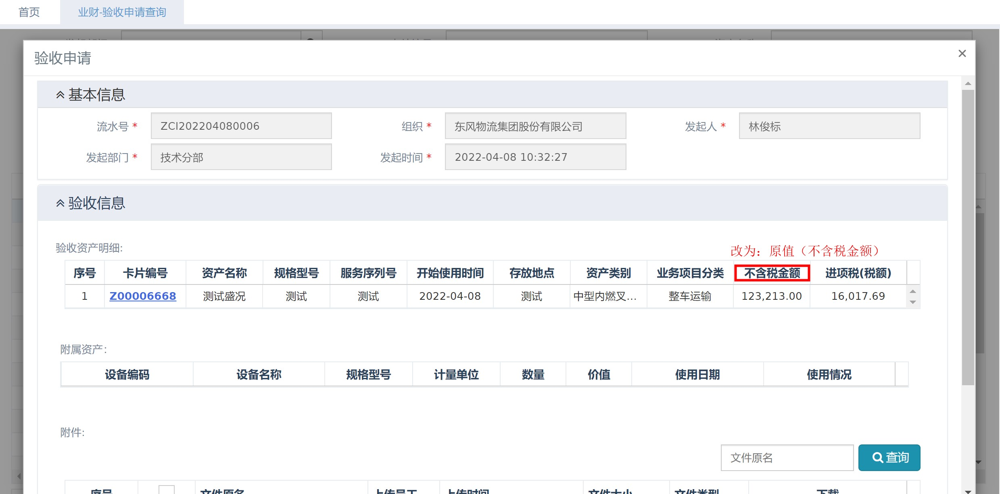 首页 业财-验收申请查询
验收申请
基本信息
流水号 * ZCI202204080006 组织 * 东风物流集团股份有限公司 发起人 * 林俊标
发起部门 * 技术分部 发起时间 * 2022-04-08 10:32:27
验收信息
改为：原值（不含税金额）
验收资产明细:
序号 卡片编号 资产名称 规格型号 服务序列号 开始使用时间 存放地点 资产类别 业务项目分类 不含税金额 进项税(税额)
1 Z00006668 测试盛况 测试 测试 2022-04-08 测试 中型内燃叉... 整车运输 123,213.00 16,017.69
附属资产:
设备编码 设备名称 规格型号 计量单位 数量 价值 使用日期 使用情况
附件:
文件原名 查询
序号 文件原名 上传员工 上传时间 文件大小 文件类型 下载